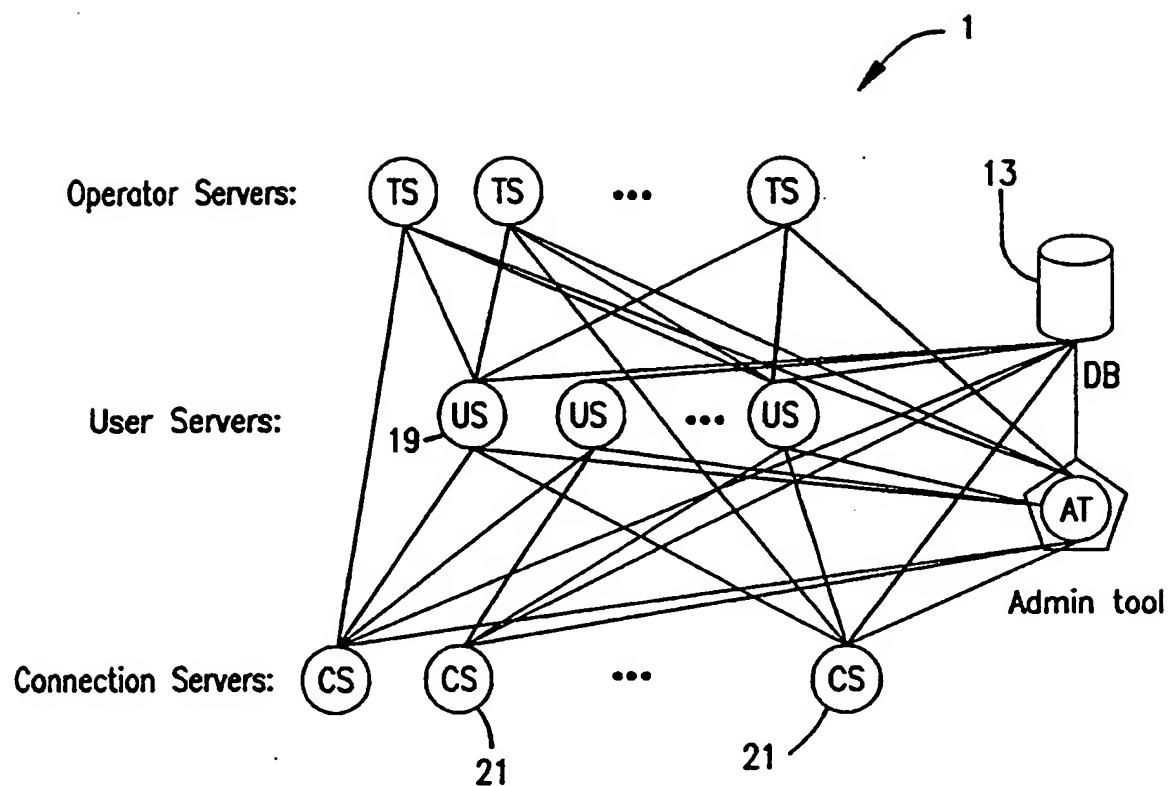 1
Operator Servers: TS TS ... TS
13
DB
User Servers: US US ... US
19
AT
Admin tool
Connection Servers: CS CS ... CS
21 21